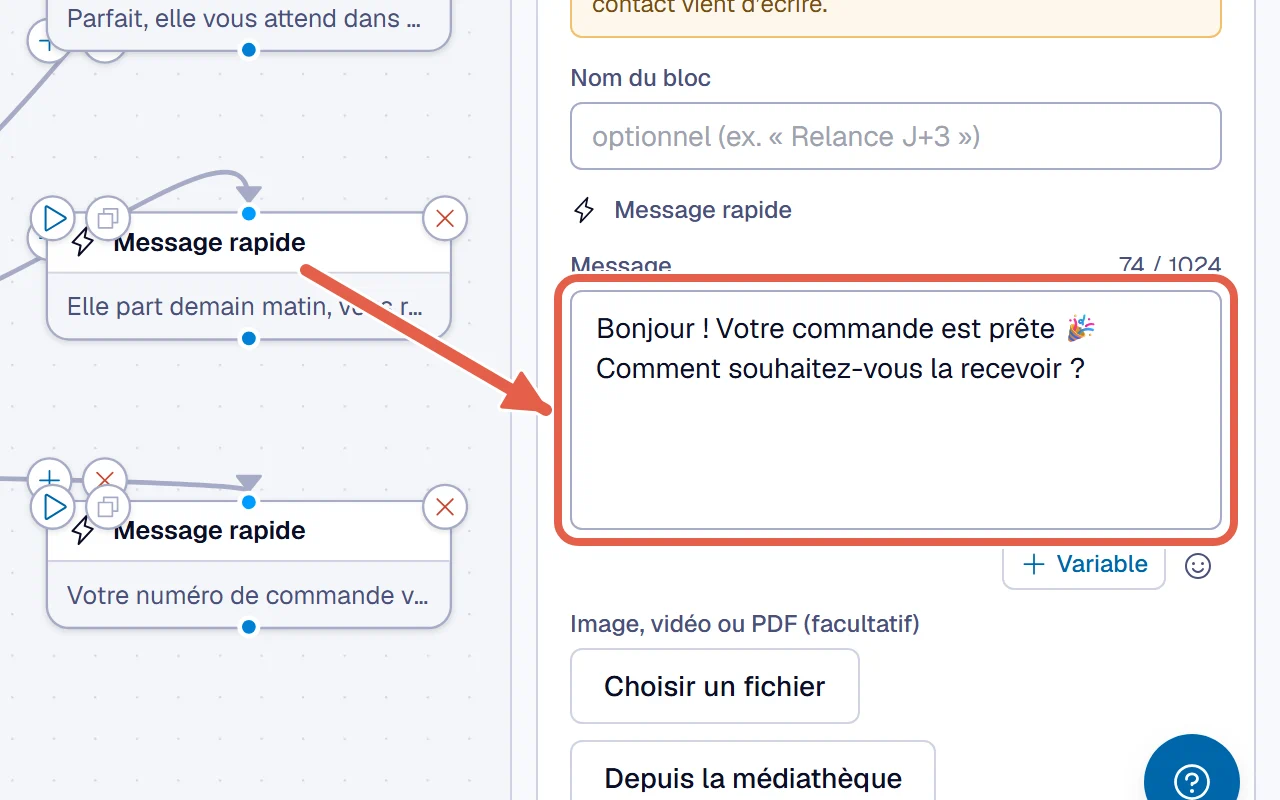 Parfait, elle vous attend dans ...
Message rapide
Elle part demain matin, r...
Message rapide
Votre numéro de commande v...
contact vient d'écrire.
Nom du bloc
optionnel (ex. « Relance J+3 »)
Message rapide
Message 74 / 1024
Bonjour ! Votre commande est prête 🎉
Comment souhaitez-vous la recevoir ?
+ Variable
Image, vidéo ou PDF (facultatif)
Choisir un fichier
Depuis la médiathèque